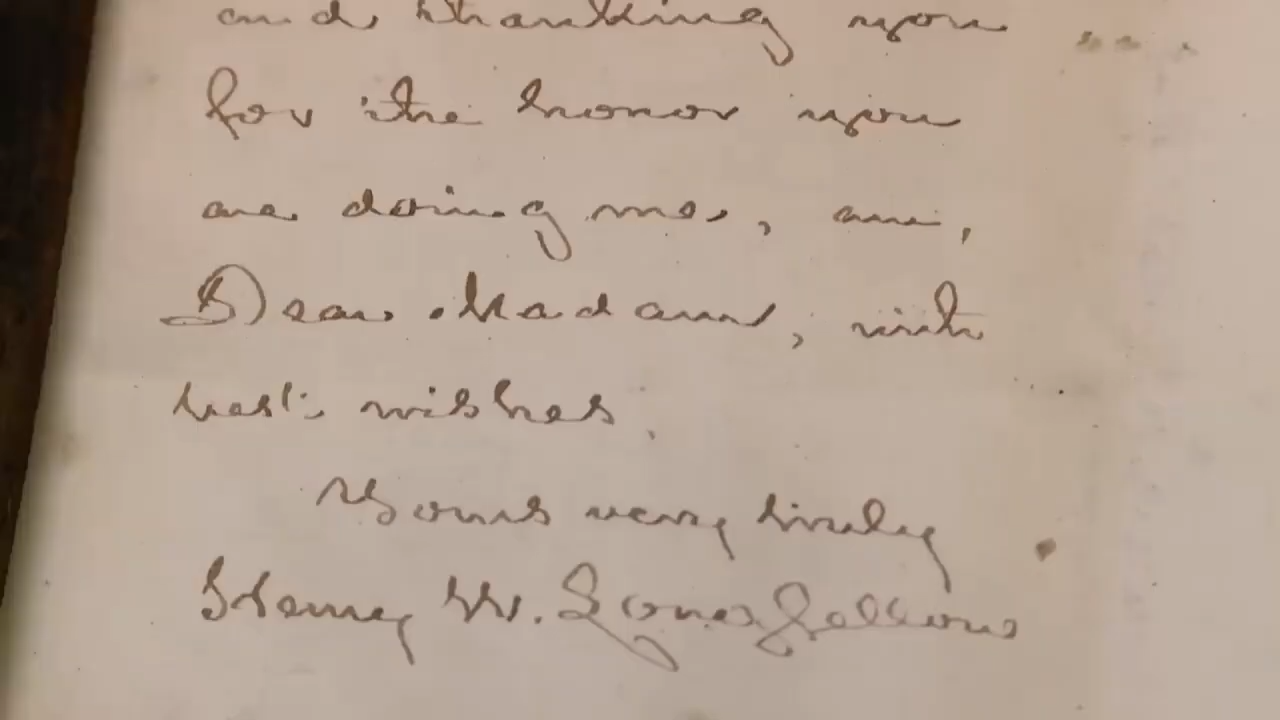 and thanking you
for the honor you
are doing me, am,
Dear Madam, with
best wishes.
Yours very truly
Henry W. Longfellow